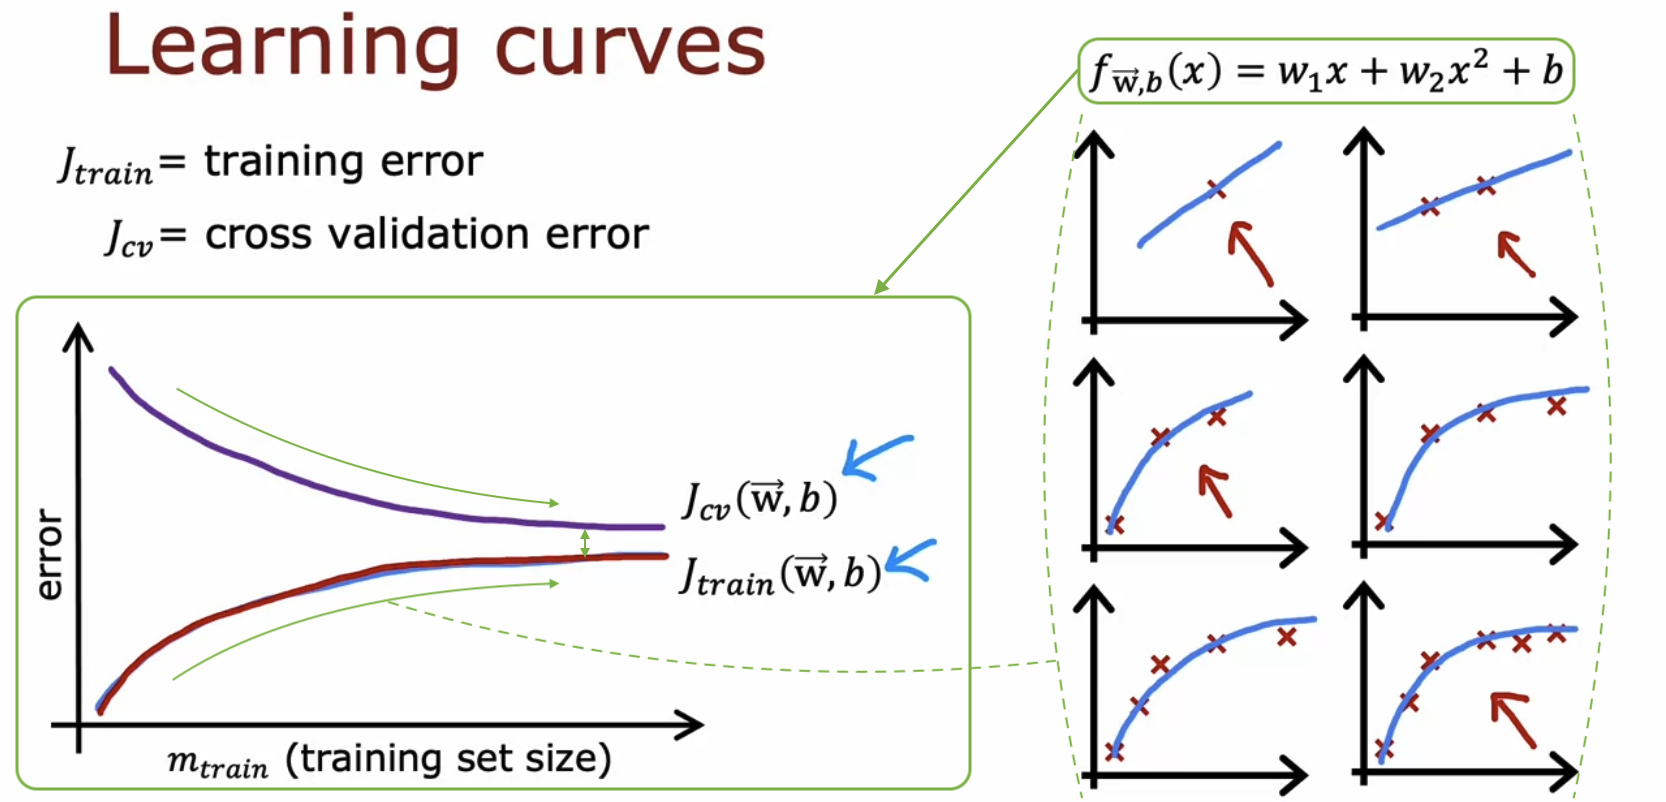 Learning curves
f_{\vec{w},b}(x) = w_1x + w_2x^2 + b
J_{train} = training error
J_{cv} = cross validation error
error
J_{cv}(\vec{w}, b)
J_{train}(\vec{w}, b)
m_{train} (training set size)